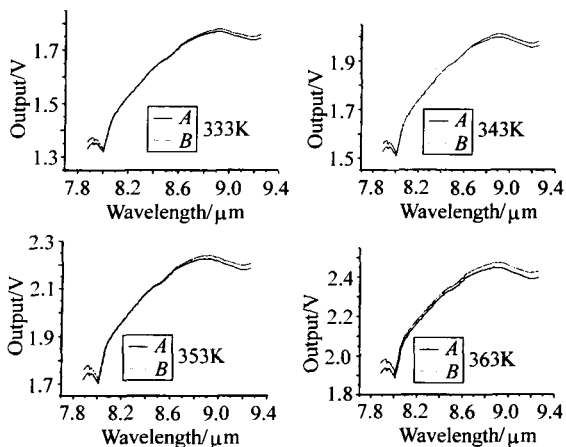 Output/V
1.7
1.5
1.3
A
B
333K
7.8 8.2 8.6 9.0 9.4
Wavelength/μm
Output/V
1.9
1.7
1.5
A
B
343K
7.8 8.2 8.6 9.0 9.4
Wavelength/μm
Output/V
2.3
2.1
1.9
1.7
A
B
353K
7.8 8.2 8.6 9.0 9.4
Wavelength/μm
Output/V
2.4
2.2
2.0
1.8
A
B
363K
7.8 8.2 8.6 9.0 9.4
Wavelength/μm